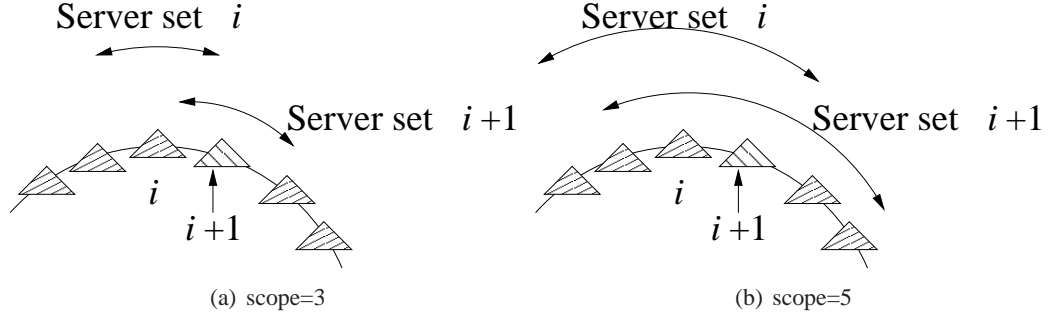 Server set i
Server set i+1
i
i+1
(a) scope=3
Server set i
Server set i+1
i
i+1
(b) scope=5